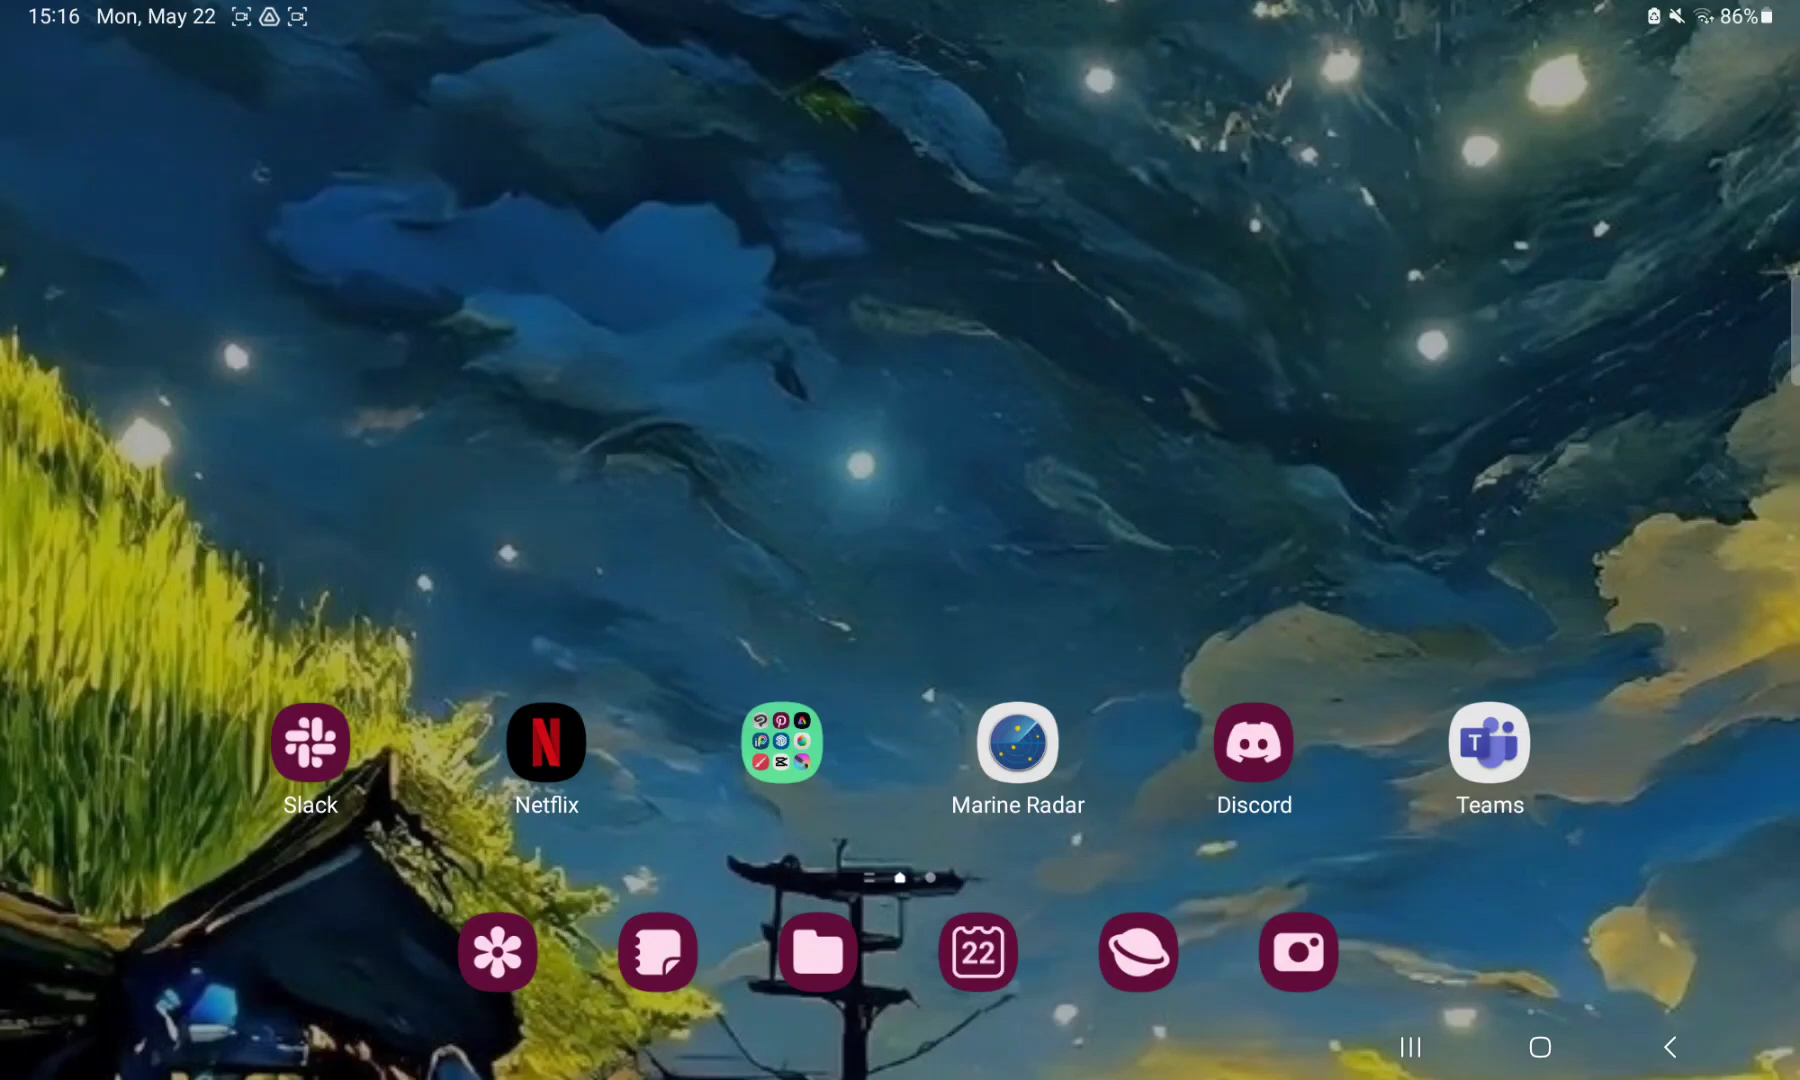 15:16 Mon, May 22 86%
Slack Netflix Marine Radar Discord Teams
22